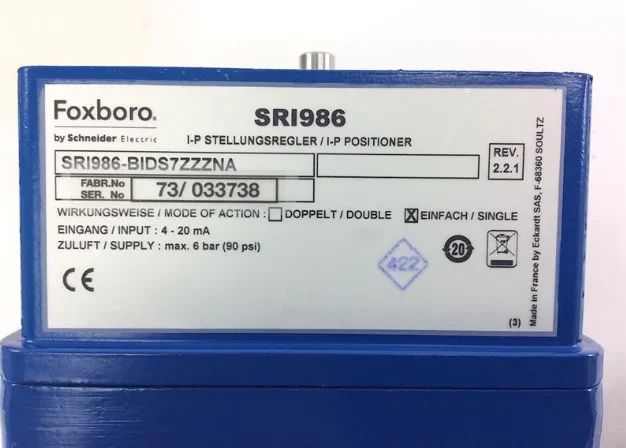 Foxboro.
by Schneider Electric
SRI986
I-P STELLUNGSREGLER / I-P POSITIONER
SRI986-BIDS7ZZZNA
REV.
2.2.1
FABR.No
SER. No
73/ 033738
WIRKUNGSWEISE / MODE OF ACTION : DOPPELT / DOUBLE X EINFACH / SINGLE
EINGANG / INPUT : 4 - 20 mA
ZULUFT / SUPPLY : max. 6 bar (90 psi)
422
20
CE
(3)
Made in France by Eckardt SAS, F-68360 SOULTZ